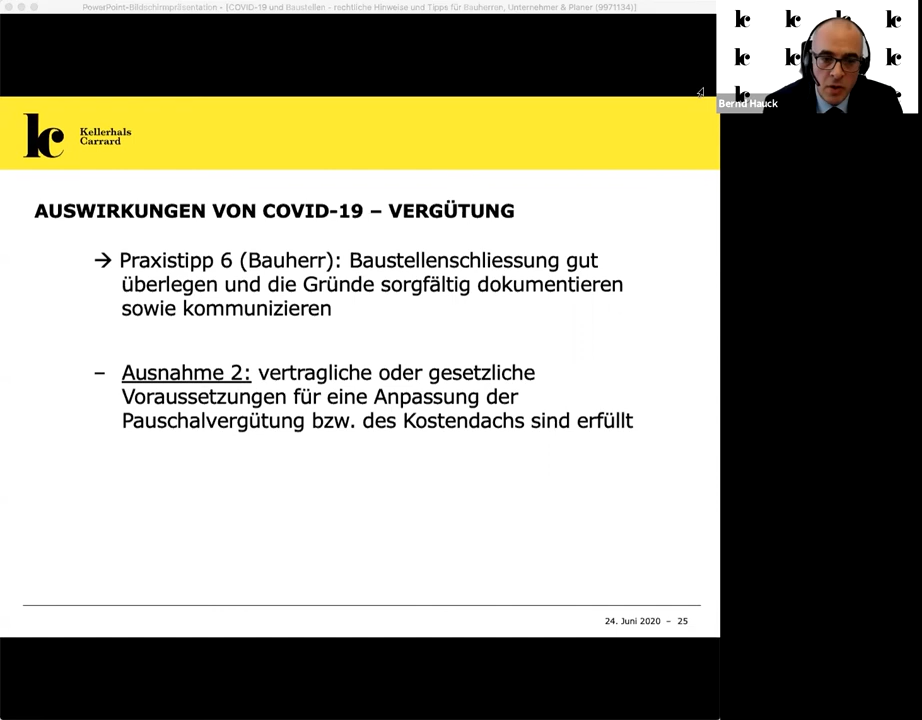 PowerPoint-Bildschirmpräsentation - [COVID-19 und Baustellen - rechtliche Hinweise und Tipps für Bauherren, Unternehmer & Planer (9971134)]
kc
Kellerhals
Carrard
Bernd Hauck
AUSWIRKUNGEN VON COVID-19 – VERGÜTUNG
→ Praxistipp 6 (Bauherr): Baustellenschliessung gut
überlegen und die Gründe sorgfältig dokumentieren
sowie kommunizieren
– Ausnahme 2: vertragliche oder gesetzliche
Voraussetzungen für eine Anpassung der
Pauschalvergütung bzw. des Kostendachs sind erfüllt
24. Juni 2020 – 25